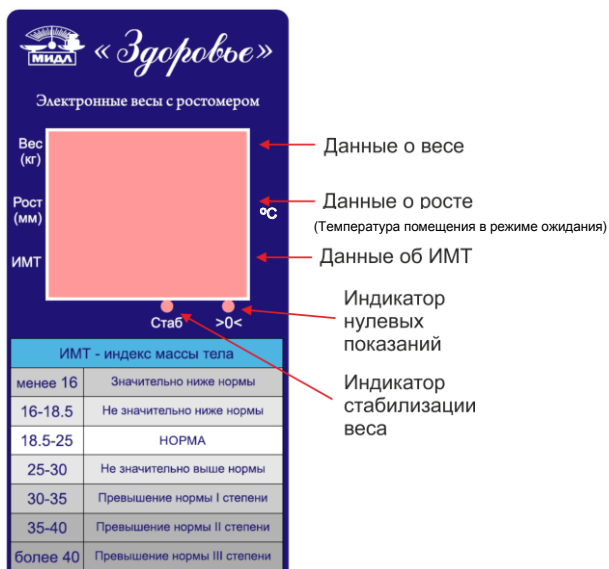 МИДЛ
« Здоровье»
Электронные весы с ростомером
Вес
(кг)
Данные о весе
Рост
(мм)
°C
Данные о росте
(Температура помещения в режиме ожидания)
ИМТ
Данные об ИМТ
Стаб
>0<
Индикатор
нулевых
показаний
Индикатор
стабилизации
веса
ИМТ - индекс массы тела
менее 16 Значительно ниже нормы
16-18.5 Не значительно ниже нормы
18.5-25 НОРМА
25-30 Не значительно выше нормы
30-35 Превышение нормы I степени
35-40 Превышение нормы II степени
более 40 Превышение нормы III степени